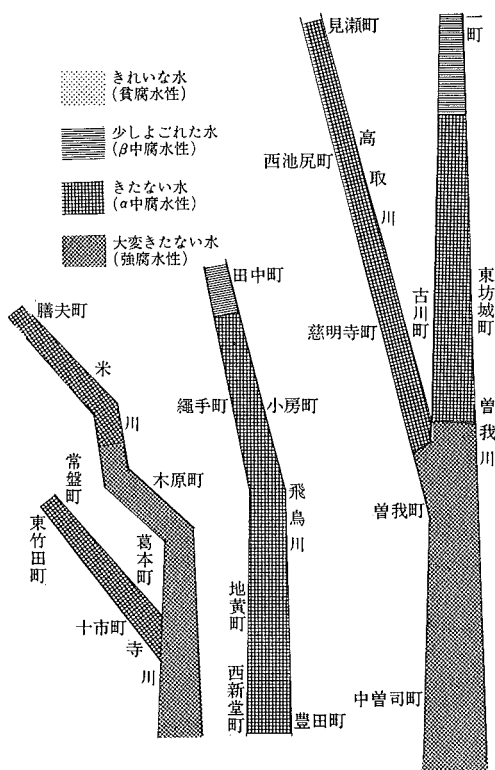 きれいな水
(貧腐水性)
少しよごれた水
(β中腐水性)
きたない水
(α中腐水性)
大変きたない水
(強腐水性)
膳夫町
米川
常盤町
木原町
東竹田町
葛本町
十市町
寺川
田中町
縄手町
小房町
飛鳥川
地黄町
西新堂町
豊田町
見瀬町
高取川
西池尻町
慈明寺町
古川町
一町
東坊城町
曽我川
曽我町
中曽司町